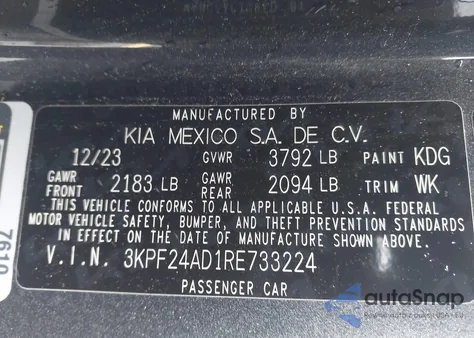 MANUFACTURED BY
KIA MEXICO S.A. DE C.V.
12/23 GVWR 3792 LB PAINT KDG
GAWR FRONT 2183 LB GAWR REAR 2094 LB TRIM WK
THIS VEHICLE CONFORMS TO ALL APPLICABLE U.S.A. FEDERAL
MOTOR VEHICLE SAFETY, BUMPER, AND THEFT PREVENTION STANDARDS
IN EFFECT ON THE DATE OF MANUFACTURE SHOWN ABOVE.
V.I.N. 3KPF24AD1RE733224
PASSENGER CAR
7610
autoSnap